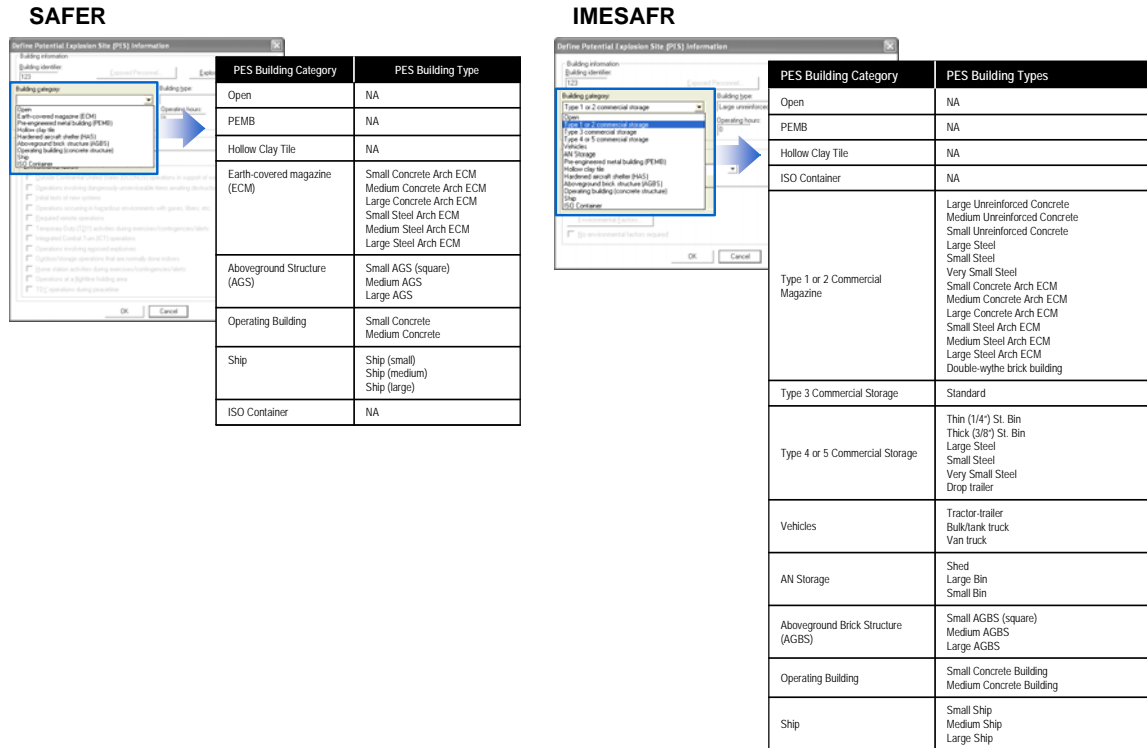 SAFER
IMESAFR
Define Potential Explosion Site (PES) Information
Building information
Building identifier:
123
Building category:
Building type:
Operating hours:
Open
Earth-covered magazine (ECM)
Pre-engineered metal building (PEMB)
Hollow clay tile
Hardened aircraft shelter (HAS)
Aboveground brick structure (AGBS)
Operating building (concrete structure)
Ship
ISO Container
OK
Cancel
PES Building Category
PES Building Type
Open
NA
PEMB
NA
Hollow Clay Tile
NA
Earth-covered magazine
(ECM)
Small Concrete Arch ECM
Medium Concrete Arch ECM
Large Concrete Arch ECM
Small Steel Arch ECM
Medium Steel Arch ECM
Large Steel Arch ECM
Aboveground Structure
(AGS)
Small AGS (square)
Medium AGS
Large AGS
Operating Building
Small Concrete
Medium Concrete
Ship
Ship (small)
Ship (medium)
Ship (large)
ISO Container
NA
Define Potential Explosion Site (PES) Information
Building information
Building identifier:
123
Building category:
Type 1 or 2 commercial storage
Building type:
Large unreinforced
Operating hours:
0
Open
Type 1 or 2 commercial storage
Type 3 commercial storage
Type 4 or 5 commercial storage
Vehicles
AN Storage
Pre-engineered metal building (PEMB)
Hollow clay tile
Hardened aircraft shelter (HAS)
Aboveground brick structure (AGBS)
Operating building (concrete structure)
Ship
ISO Container
Environmental Factors...
No environmental factors required
OK
Cancel
PES Building Category
PES Building Types
Open
NA
PEMB
NA
Hollow Clay Tile
NA
ISO Container
NA
Type 1 or 2 Commercial
Magazine
Large Unreinforced Concrete
Medium Unreinforced Concrete
Small Unreinforced Concrete
Large Steel
Small Steel
Very Small Steel
Small Concrete Arch ECM
Medium Concrete Arch ECM
Large Concrete Arch ECM
Small Steel Arch ECM
Medium Steel Arch ECM
Large Steel Arch ECM
Double-wythe brick building
Type 3 Commercial Storage
Standard
Type 4 or 5 Commercial Storage
Thin (1/4") St. Bin
Thick (3/8") St. Bin
Large Steel
Small Steel
Very Small Steel
Drop trailer
Vehicles
Tractor-trailer
Bulk/tank truck
Van truck
AN Storage
Shed
Large Bin
Small Bin
Aboveground Brick Structure
(AGBS)
Small AGBS (square)
Medium AGBS
Large AGBS
Operating Building
Small Concrete Building
Medium Concrete Building
Ship
Small Ship
Medium Ship
Large Ship